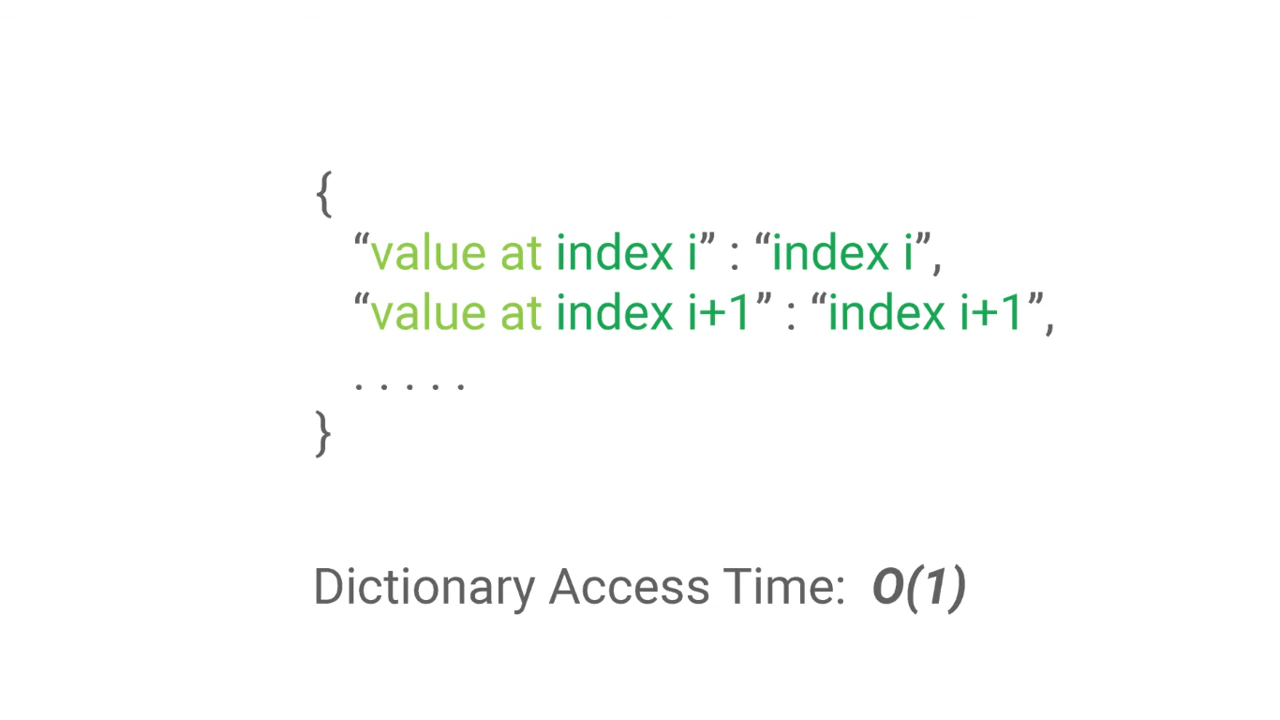 {
“value at index i” : “index i”,
“value at index i+1” : “index i+1”,
. . . . .
}
Dictionary Access Time: O(1)